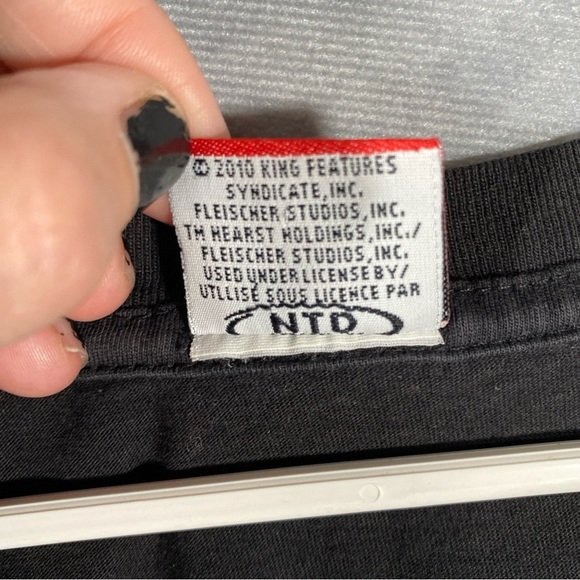 © 2010 KING FEATURES
SYNDICATE, INC.
FLEISCHER STUDIOS, INC.
TM HEARST HOLDINGS, INC./
FLEISCHER STUDIOS, INC.
USED UNDER LICENSE BY/
UTLLISÉ SOUS LICENCE PAR
NTD